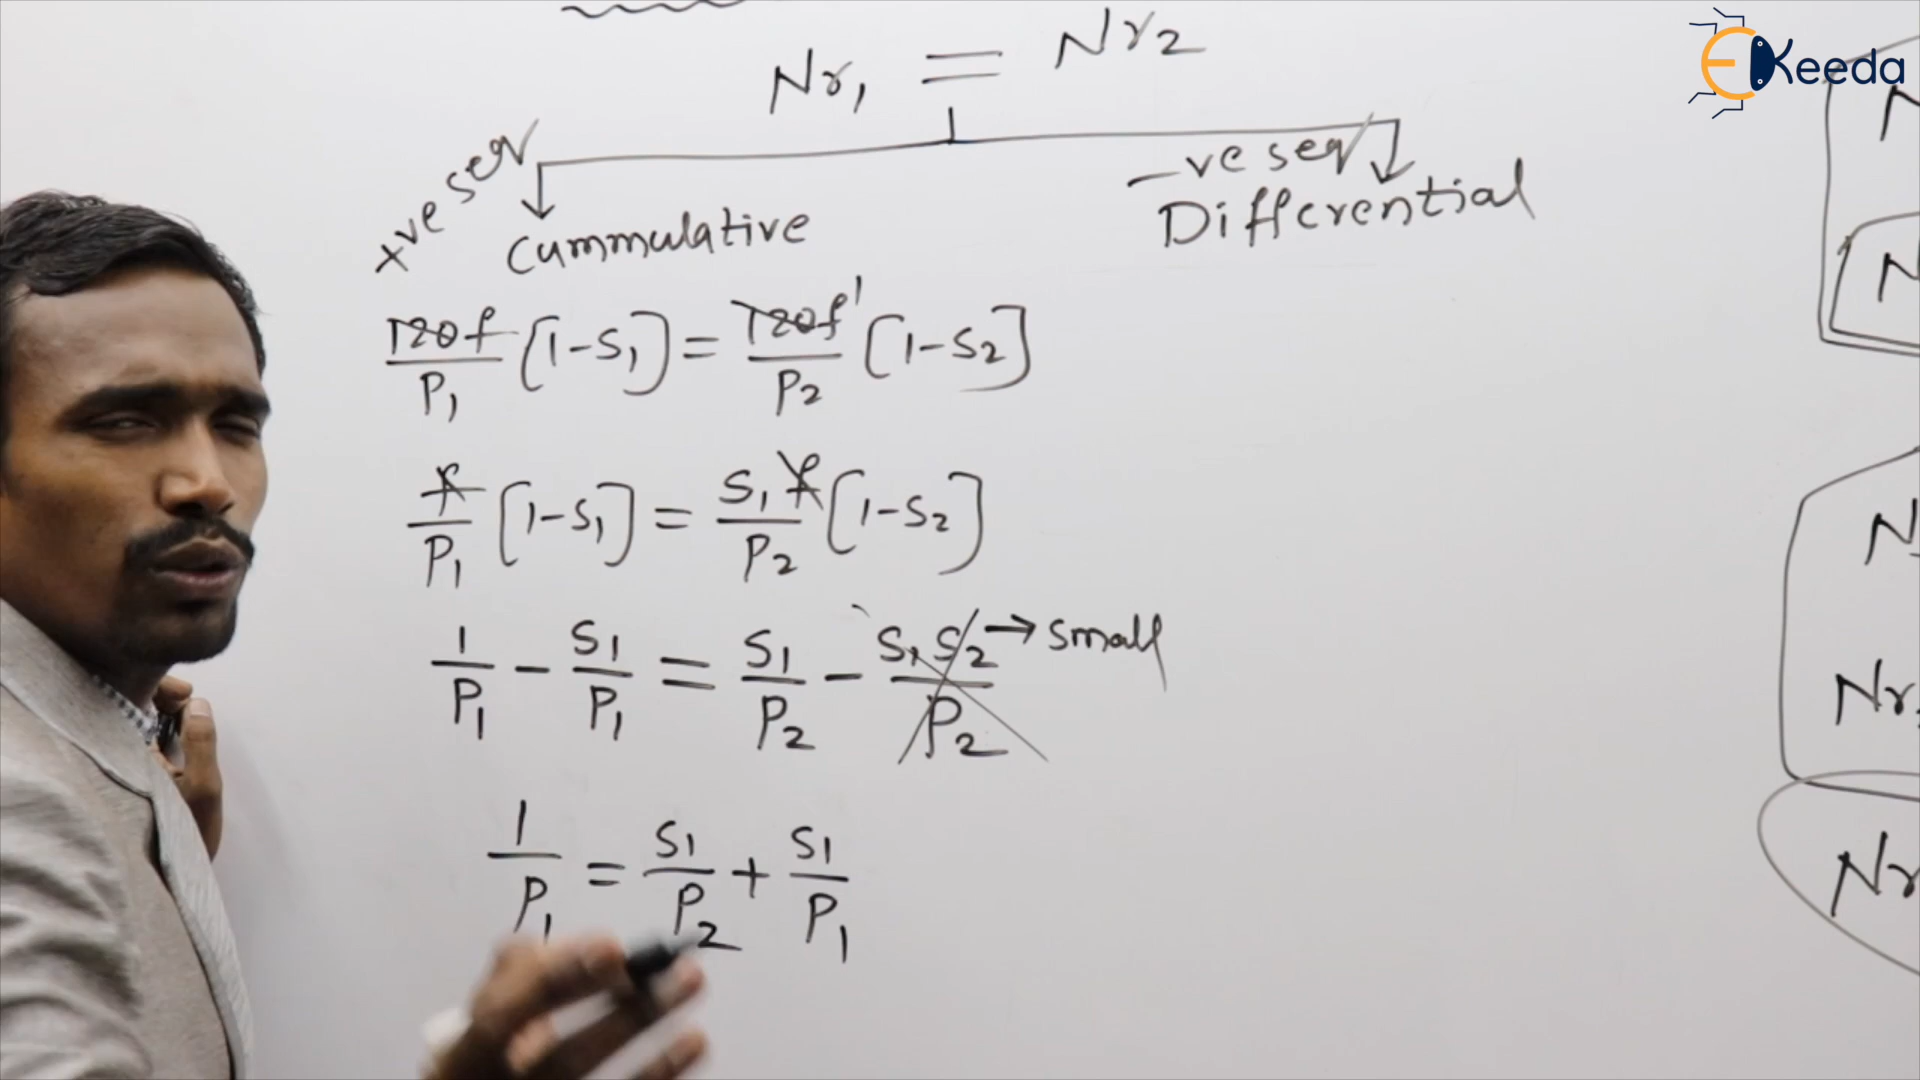 EKeeda
Nr1 = Nr2
+ve seq
-ve seq
Cummulative
Differential
120f/P1 [1-S1] = 120f'/P2 [1-S2]
f/P1 [1-S1] = S1f/P2 [1-S2]
1/P1 - S1/P1 = S1/P2 - S1S2/P2 → small
1/P1 = S1/P2 + S1/P1
N
N
N
Nr
Nr